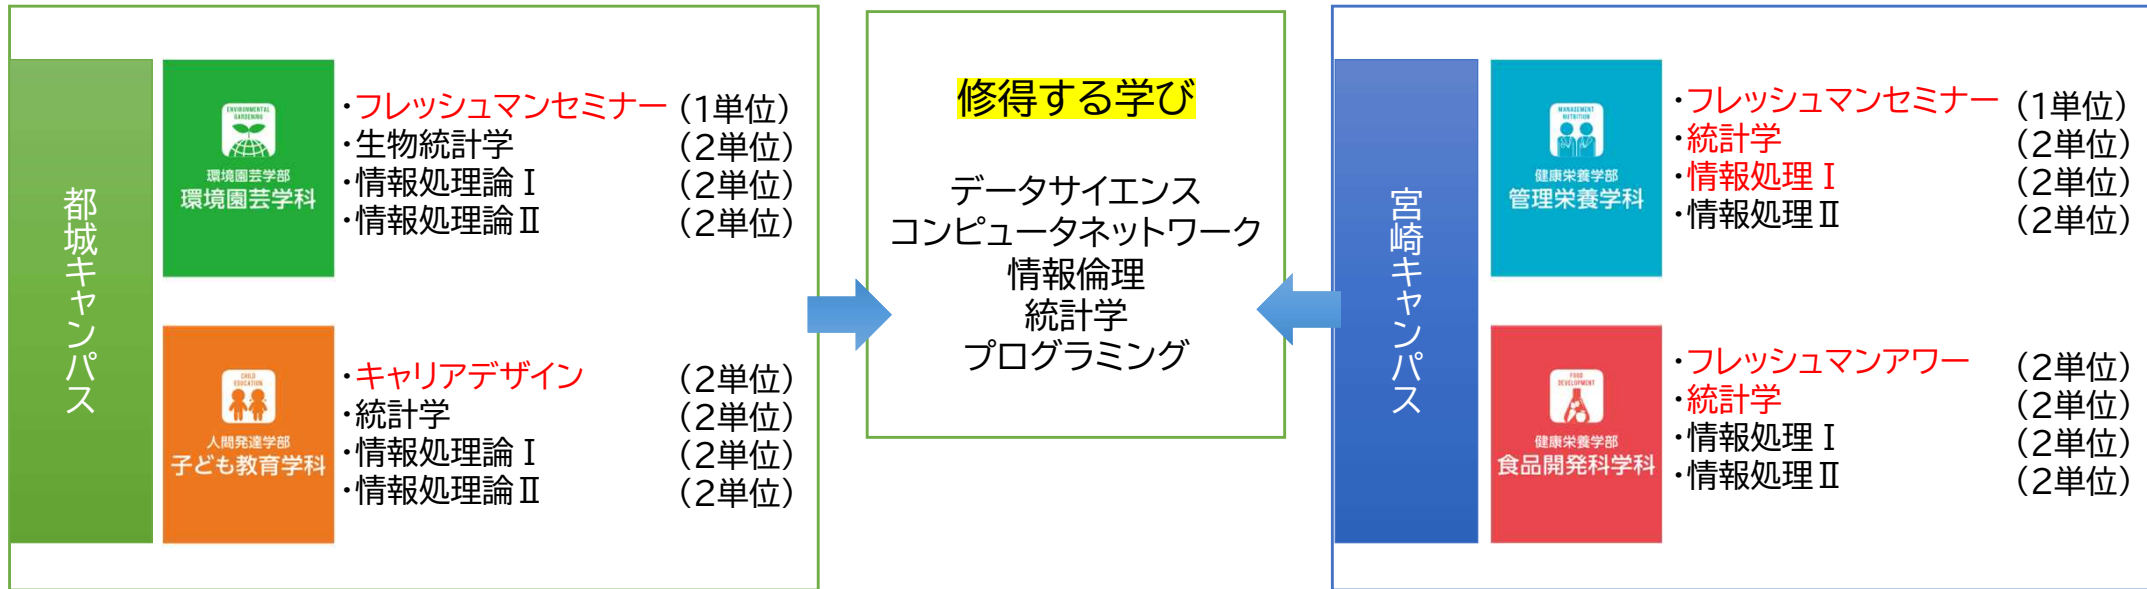 都城キャンパス
ENVIRONMENTAL
GARDENING
環境園芸学部
環境園芸学科
・フレッシュマンセミナー (1単位)
・生物統計学 (2単位)
・情報処理論Ⅰ (2単位)
・情報処理論Ⅱ (2単位)
CHILD
EDUCATION
人間発達学部
子ども教育学科
・キャリアデザイン (2単位)
・統計学 (2単位)
・情報処理論Ⅰ (2単位)
・情報処理論Ⅱ (2単位)
修得する学び
データサイエンス
コンピュータネットワーク
情報倫理
統計学
プログラミング
宮崎キャンパス
MANAGEMENT
NUTRITION
健康栄養学部
管理栄養学科
・フレッシュマンセミナー (1単位)
・統計学 (2単位)
・情報処理Ⅰ (2単位)
・情報処理Ⅱ (2単位)
FOOD
DEVELOPMENT
健康栄養学部
食品開発科学科
・フレッシュマンアワー (2単位)
・統計学 (2単位)
・情報処理Ⅰ (2単位)
・情報処理Ⅱ (2単位)